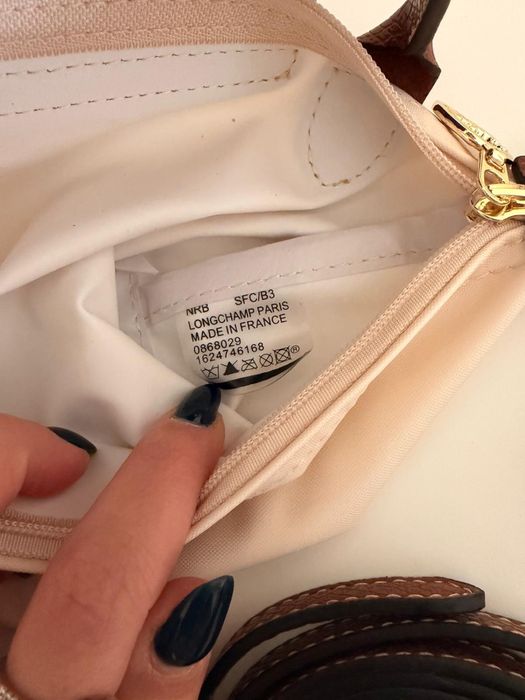 NRB SFC/B3
LONGCHAMP PARIS
MADE IN FRANCE
0868029
1624746168
®